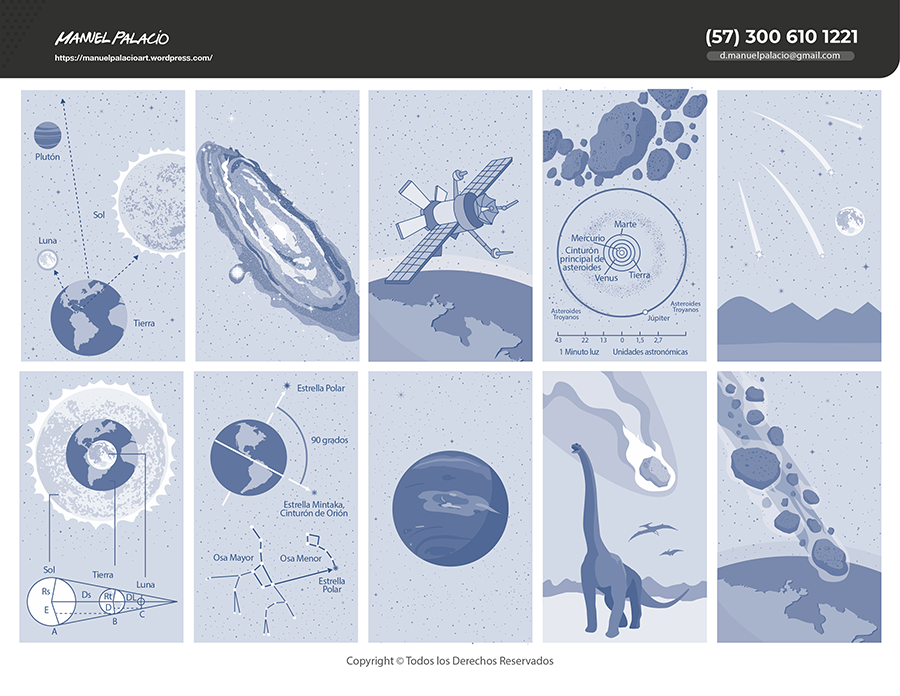 MANUEL PALACIO
https://manuelpalacioart.wordpress.com/
(57) 300 610 1221
d.manuelpalacio@gmail.com
Plutón
Sol
Luna
Tierra
Marte
Mercurio
Cinturón
principal de
asteroides
Venus
Tierra
Asteroides
Troyanos
Asteroides
Troyanos
Júpiter
43 22 13 0 1,5 2,7
1 Minuto luz Unidades astronómicas
Sol
Tierra
Luna
Rs
Ds
Rt
DL
E
D
C
B
A
Estrella Polar
90 grados
Estrella Mintaka,
Cinturón de Orión
Osa Mayor
Osa Menor
Estrella
Polar
Copyright © Todos los Derechos Reservados